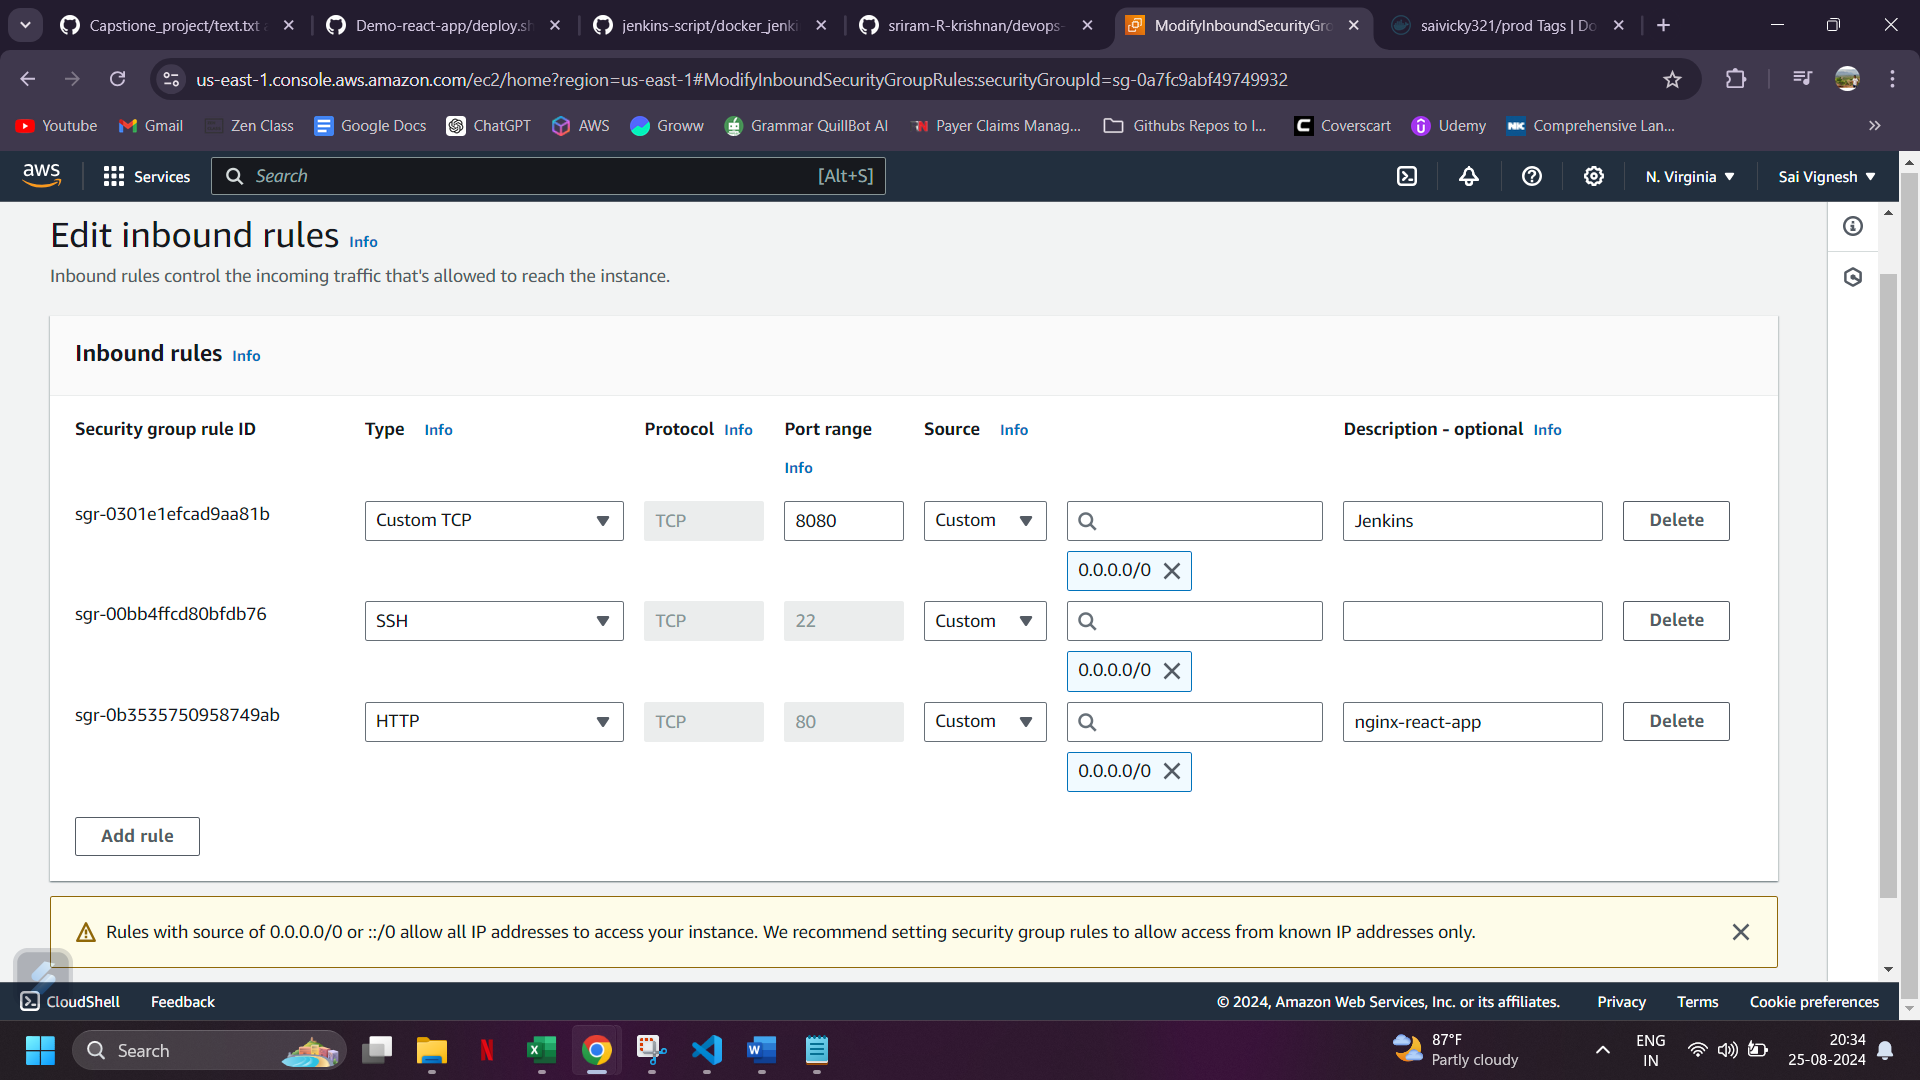 Capstione_project/text.txt a
Demo-react-app/deploy.sh
jenkins-script/docker_jenki
sriram-R-krishnan/devops-
ModifyInboundSecurityGro
saivicky321/prod Tags | Do
us-east-1.console.aws.amazon.com/ec2/home?region=us-east-1#ModifyInboundSecurityGroupRules:securityGroupId=sg-0a7fc9abf49749932
Youtube
Gmail
Zen Class
Google Docs
ChatGPT
AWS
Groww
Grammar QuillBot AI
Payer Claims Manag...
Githubs Repos to I...
Coverscart
Udemy
Comprehensive Lan...
aws
Services
Search
[Alt+S]
N. Virginia
Sai Vignesh
Edit inbound rules Info
Inbound rules control the incoming traffic that's allowed to reach the instance.
Inbound rules Info
Security group rule ID
Type Info
Protocol Info
Port range
Info
Source Info
Description - optional Info
sgr-0301e1efcad9aa81b
Custom TCP
TCP
8080
Custom
Jenkins
Delete
0.0.0.0/0
sgr-00bb4ffcd80bfdb76
SSH
TCP
22
Custom
Delete
0.0.0.0/0
sgr-0b3535750958749ab
HTTP
TCP
80
Custom
nginx-react-app
Delete
0.0.0.0/0
Add rule
Rules with source of 0.0.0.0/0 or ::/0 allow all IP addresses to access your instance. We recommend setting security group rules to allow access from known IP addresses only.
CloudShell
Feedback
© 2024, Amazon Web Services, Inc. or its affiliates.
Privacy
Terms
Cookie preferences
Search
87°F
Partly cloudy
ENG
IN
20:34
25-08-2024